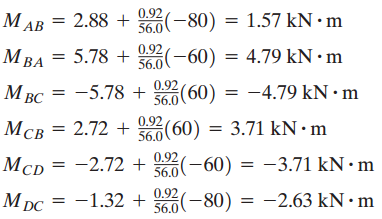 M_AB = 2.88 + 0.92/56.0(−80) = 1.57 kN·m
M_BA = 5.78 + 0.92/56.0(−60) = 4.79 kN·m
M_BC = −5.78 + 0.92/56.0(60) = −4.79 kN·m
M_CB = 2.72 + 0.92/56.0(60) = 3.71 kN·m
M_CD = −2.72 + 0.92/56.0(−60) = −3.71 kN·m
M_DC = −1.32 + 0.92/56.0(−80) = −2.63 kN·m